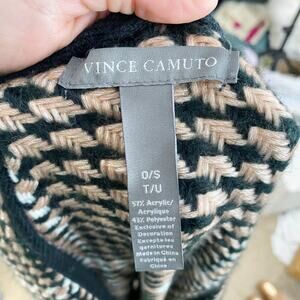 VINCE CAMUTO
O/S
T/U
57% Acrylic/
Acrylique
43% Polyester
Exclusive of
Decoration
Excepte les
garnitures
Made in China
Fabriqué en
Chine